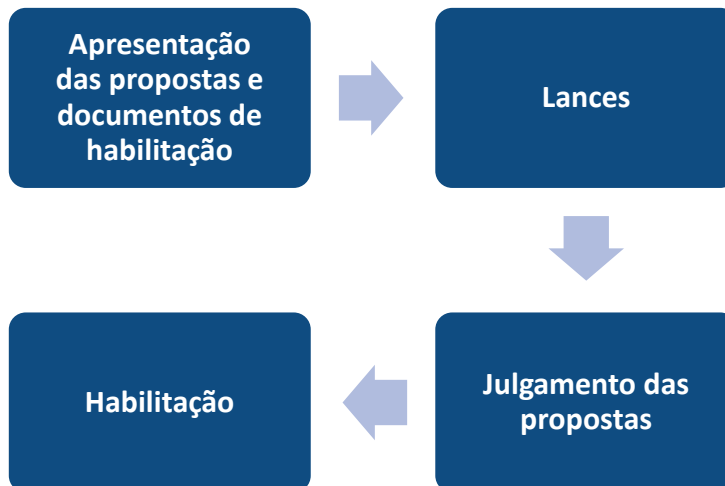 Apresentação
das propostas e
documentos de
habilitação
Lances
Julgamento das
propostas
Habilitação